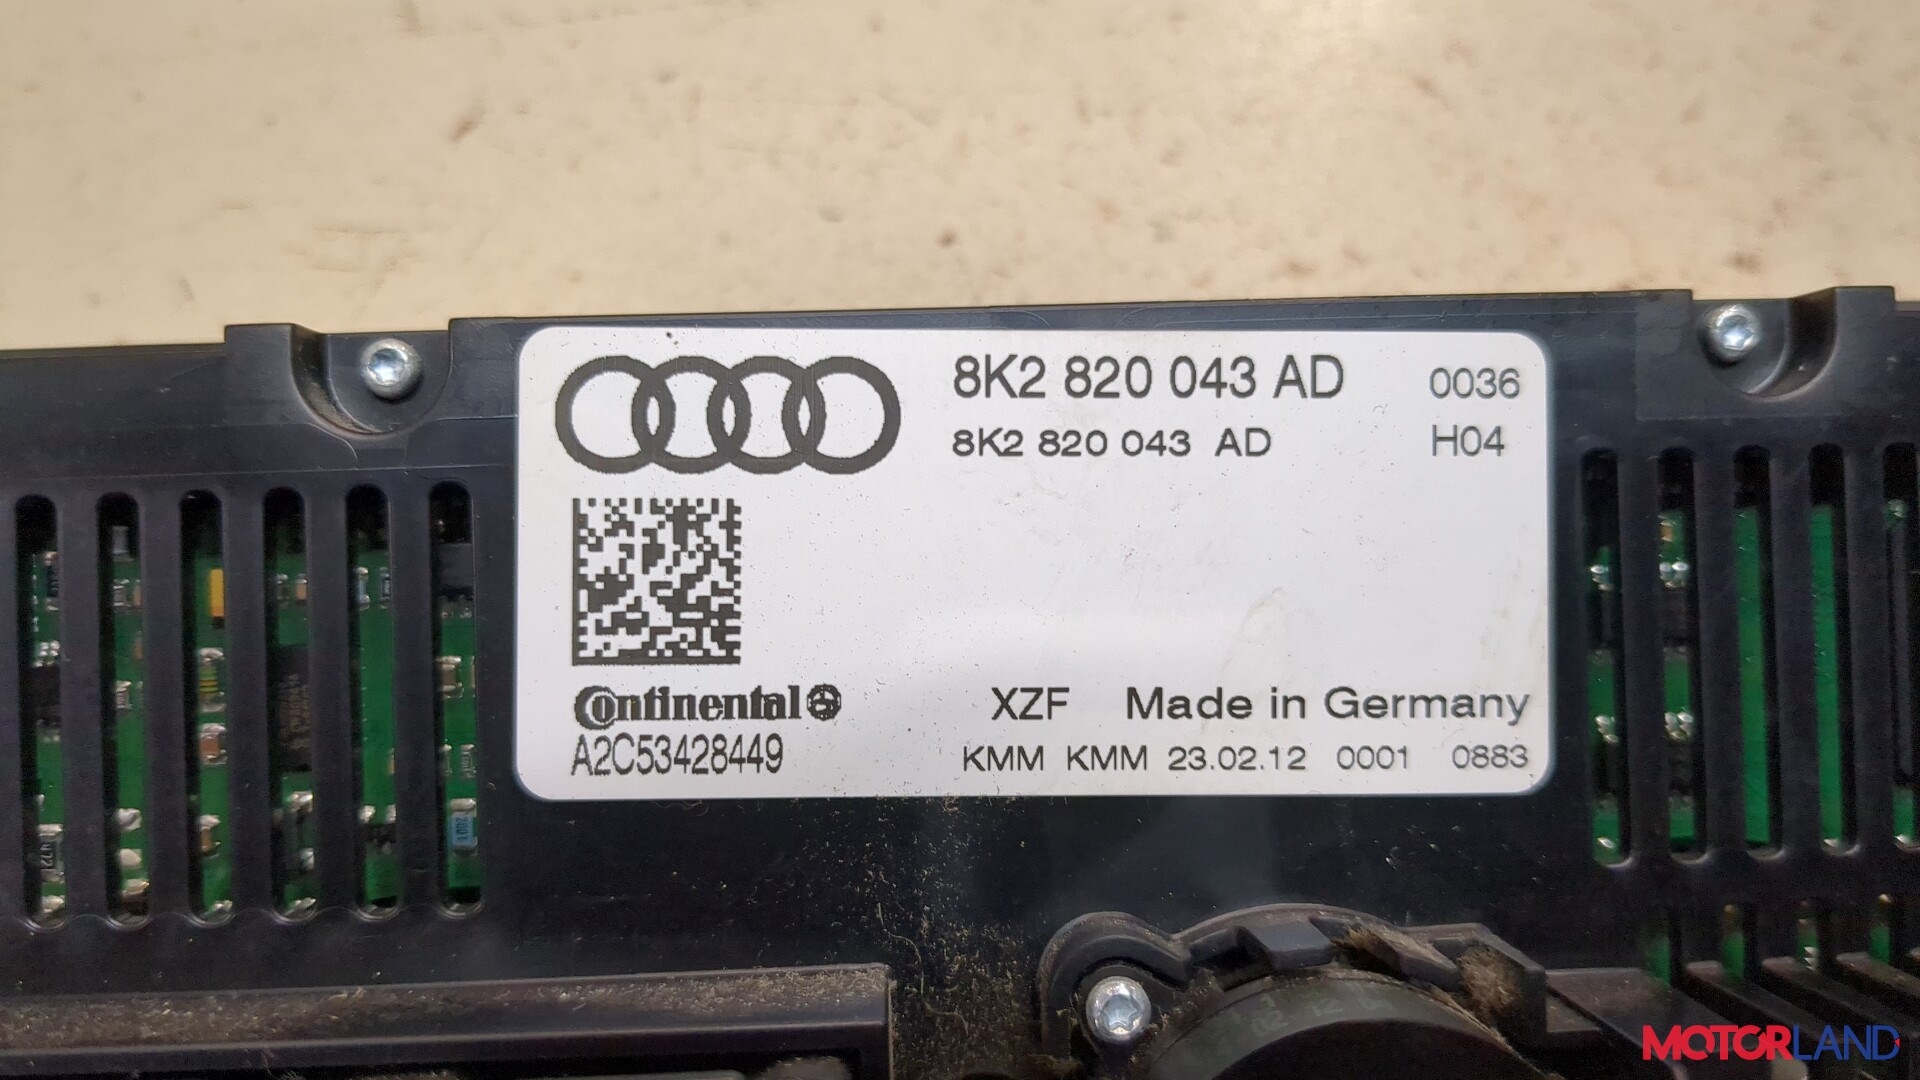 8K2 820 043 AD 0036
8K2 820 043 AD H04
Continental
XZF Made in Germany
A2C53428449
KMM KMM 23.02.12 0001 0883
MOTORLAND